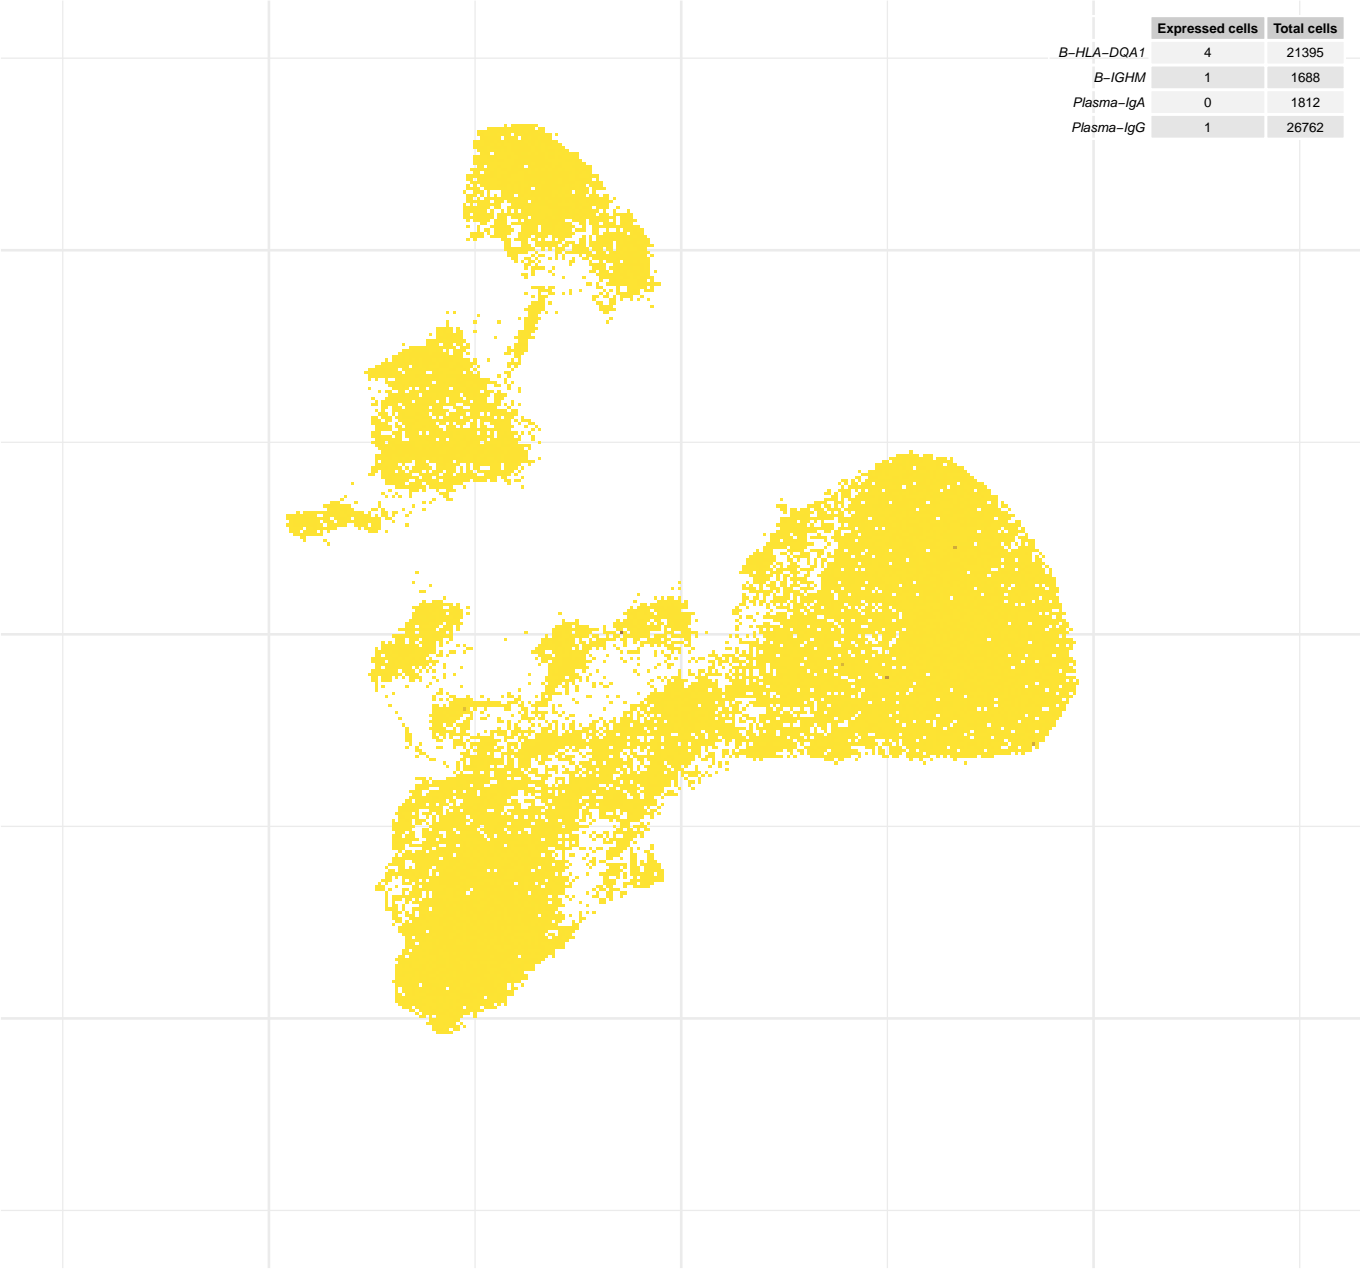 Expressed cells Total cells
B−HLA−DQA1 4 21395
B−IGHM 1 1688
Plasma−IgA 0 1812
Plasma−IgG 1 26762